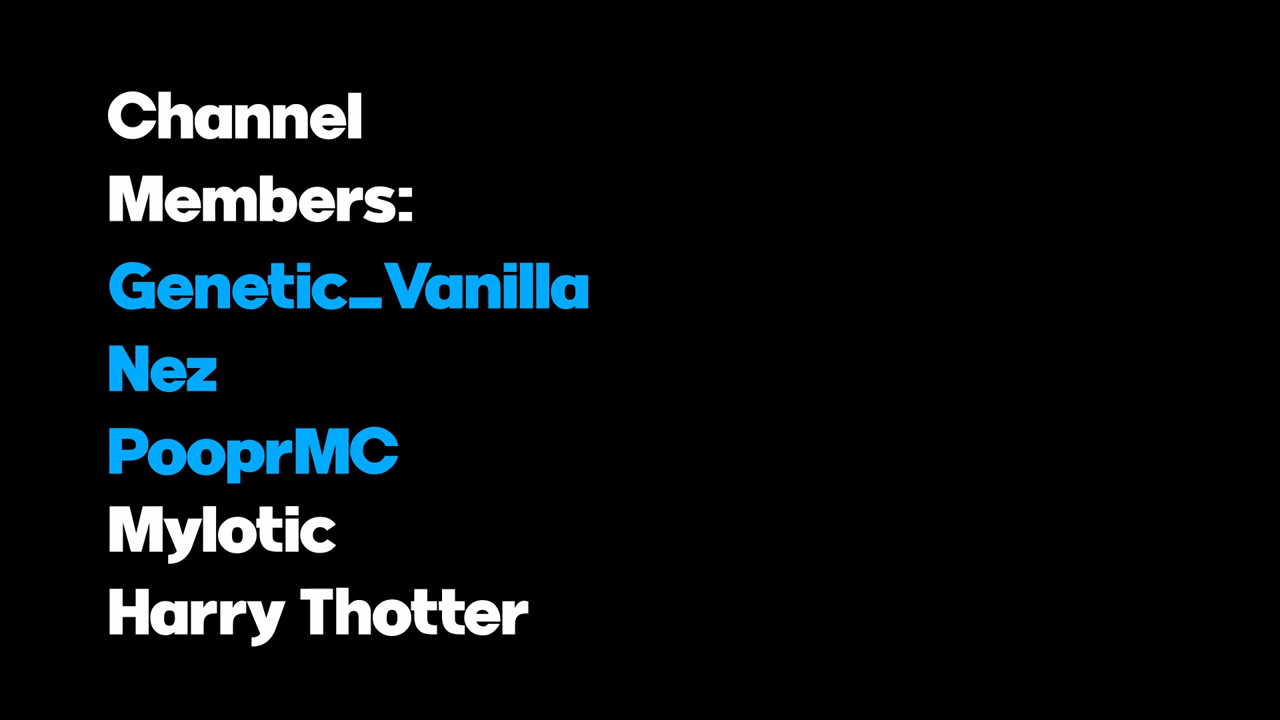 Channel
Members:
Genetic_Vanilla
Nez
PooprMC
Mylotic
Harry Thotter